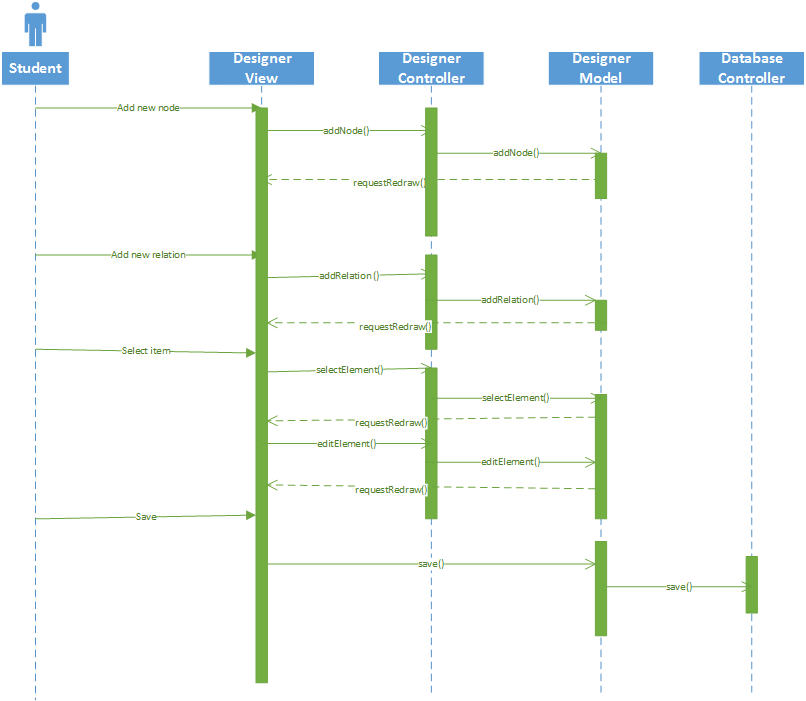 Student
Designer
View
Designer
Controller
Designer
Model
Database
Controller
Add new node
addNode()
addNode()
requestRedraw()
Add new relation
addRelation ()
addRelation()
requestRedraw()
Select item
selectElement()
selectElement()
requestRedraw()
editElement()
editElement()
requestRedraw()
Save
save()
save()